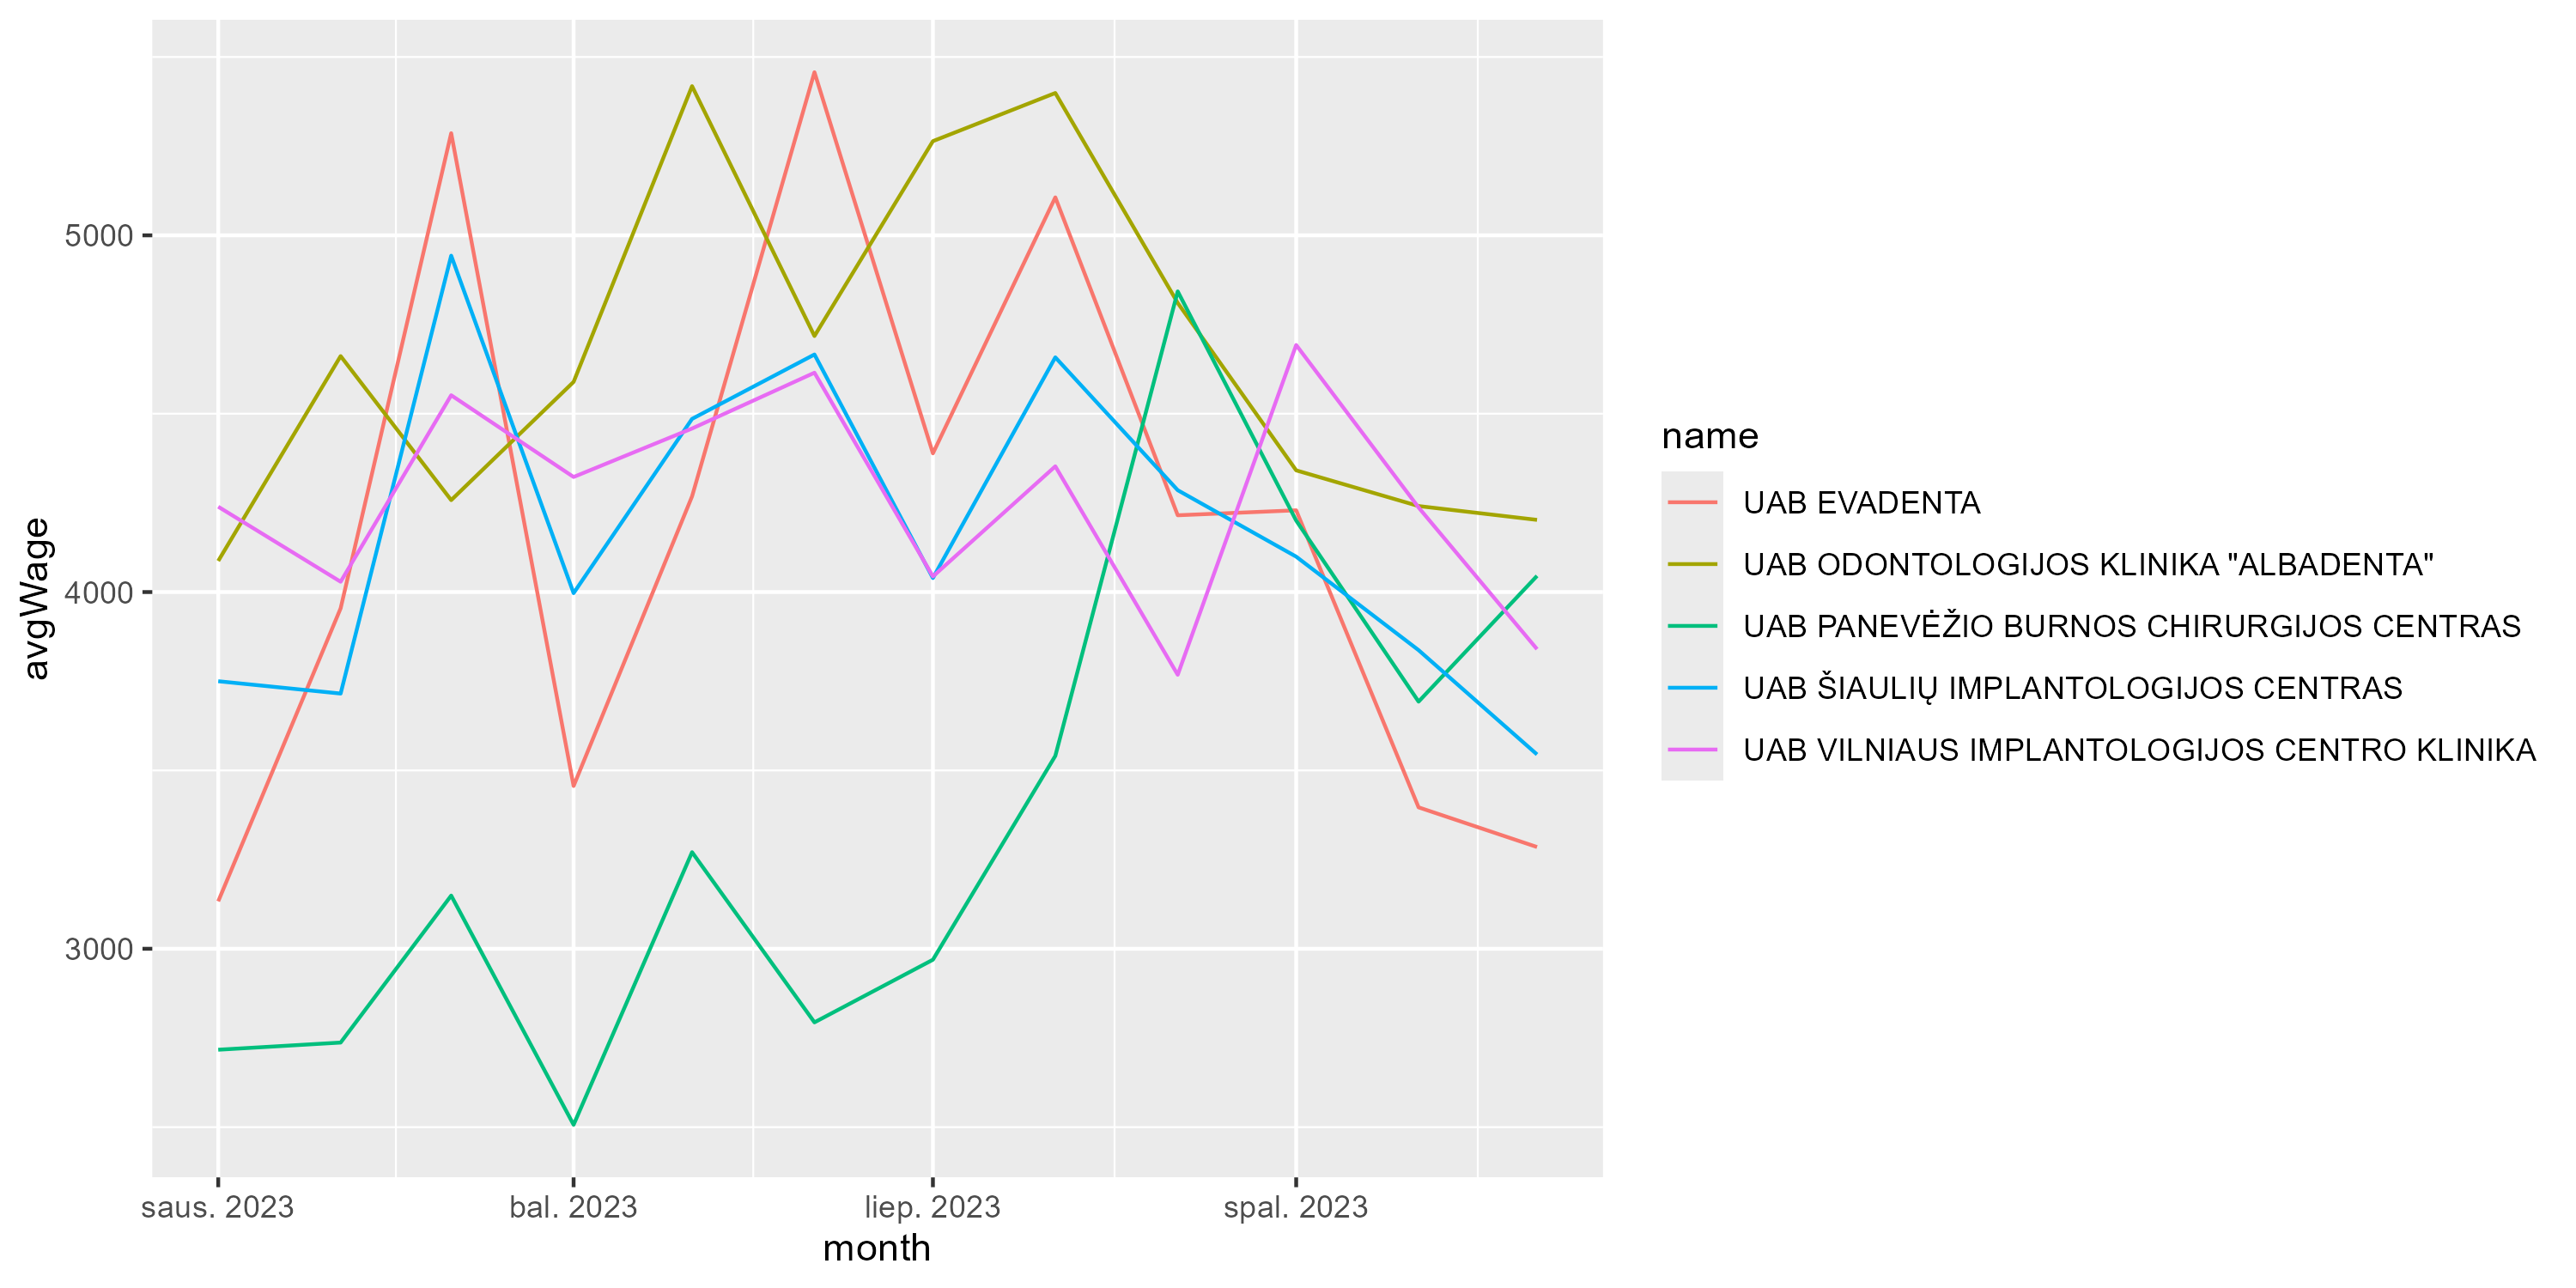 avgWage
5000
4000
3000
saus. 2023
bal. 2023
liep. 2023
spal. 2023
month
name
UAB EVADENTA
UAB ODONTOLOGIJOS KLINIKA "ALBADENTA"
UAB PANEVĖŽIO BURNOS CHIRURGIJOS CENTRAS
UAB ŠIAULIŲ IMPLANTOLOGIJOS CENTRAS
UAB VILNIAUS IMPLANTOLOGIJOS CENTRO KLINIKA